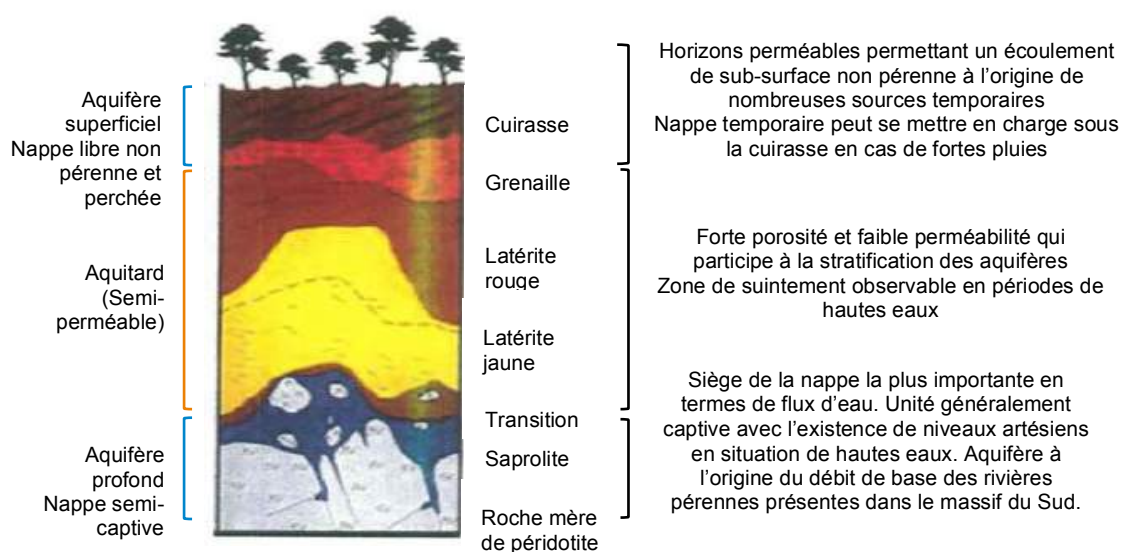 Aquifère
superficiel
Nappe libre non
pérenne et
perchée
Aquitard
(Semi-
perméable)
Aquifère
profond
Nappe semi-
captive
Cuirasse
Grenaille
Latérite
rouge
Latérite
jaune
Transition
Saprolite
Roche mère
de péridotite
Horizons perméables permettant un écoulement
de sub-surface non pérenne à l’origine de
nombreuses sources temporaires
Nappe temporaire peut se mettre en charge sous
la cuirasse en cas de fortes pluies
Forte porosité et faible perméabilité qui
participe à la stratification des aquifères
Zone de suintement observable en périodes de
hautes eaux
Siège de la nappe la plus importante en
termes de flux d’eau. Unité généralement
captive avec l’existence de niveaux artésiens
en situation de hautes eaux. Aquifère à
l’origine du débit de base des rivières
pérennes présentes dans le massif du Sud.